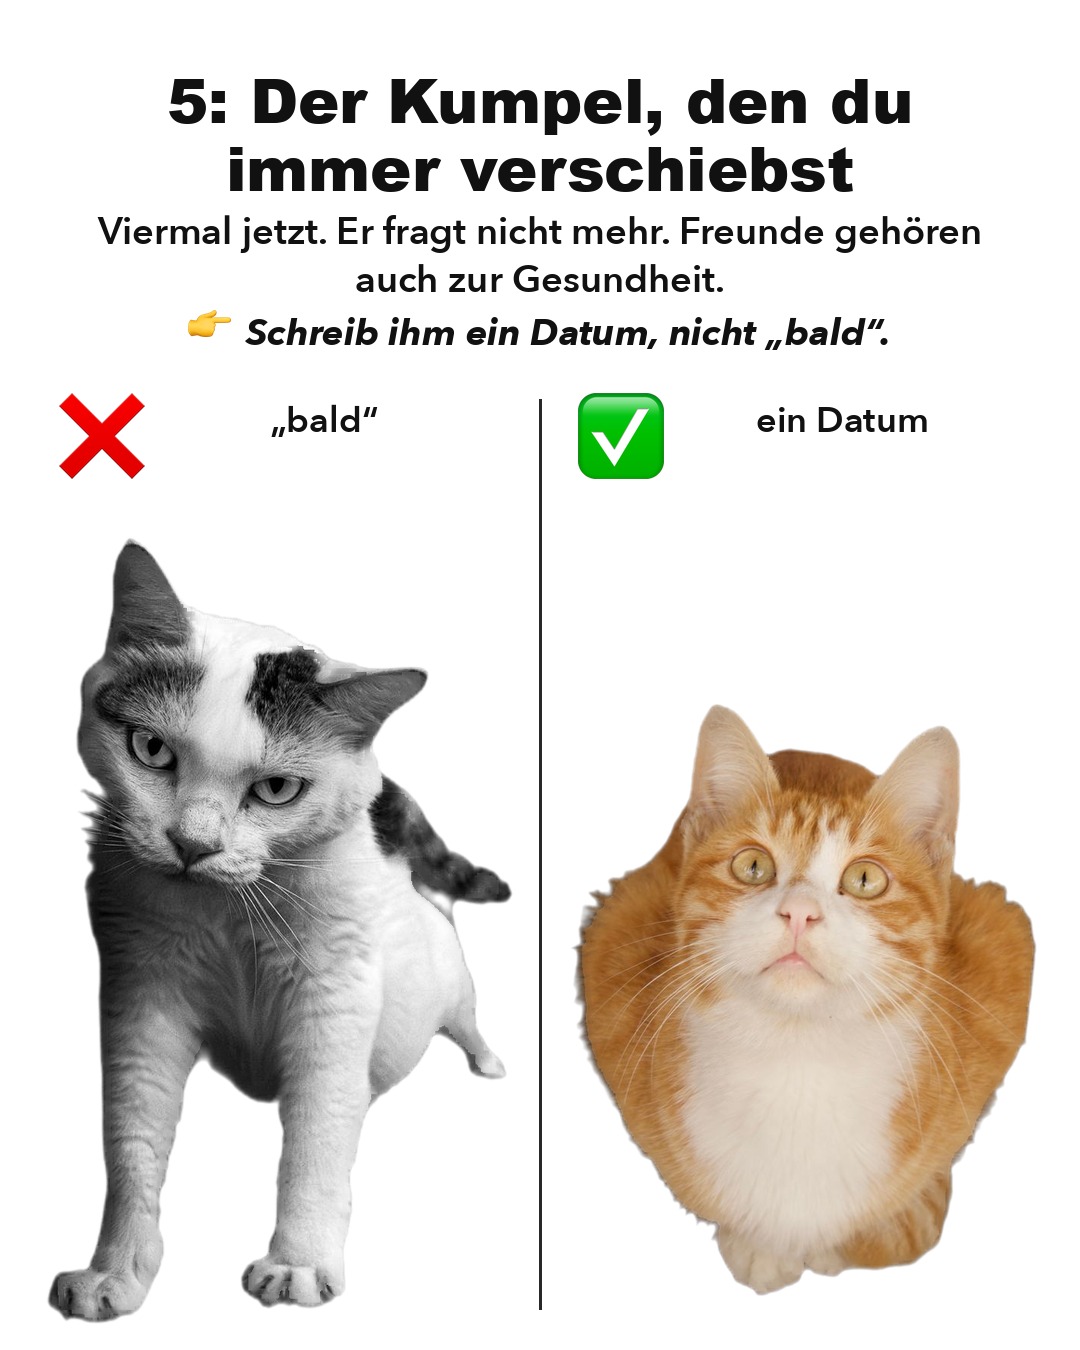 5: Der Kumpel, den du
immer verschiebst
Viermal jetzt. Er fragt nicht mehr. Freunde gehören
auch zur Gesundheit.
👉 Schreib ihm ein Datum, nicht „bald“.
❌ „bald“
✅ ein Datum